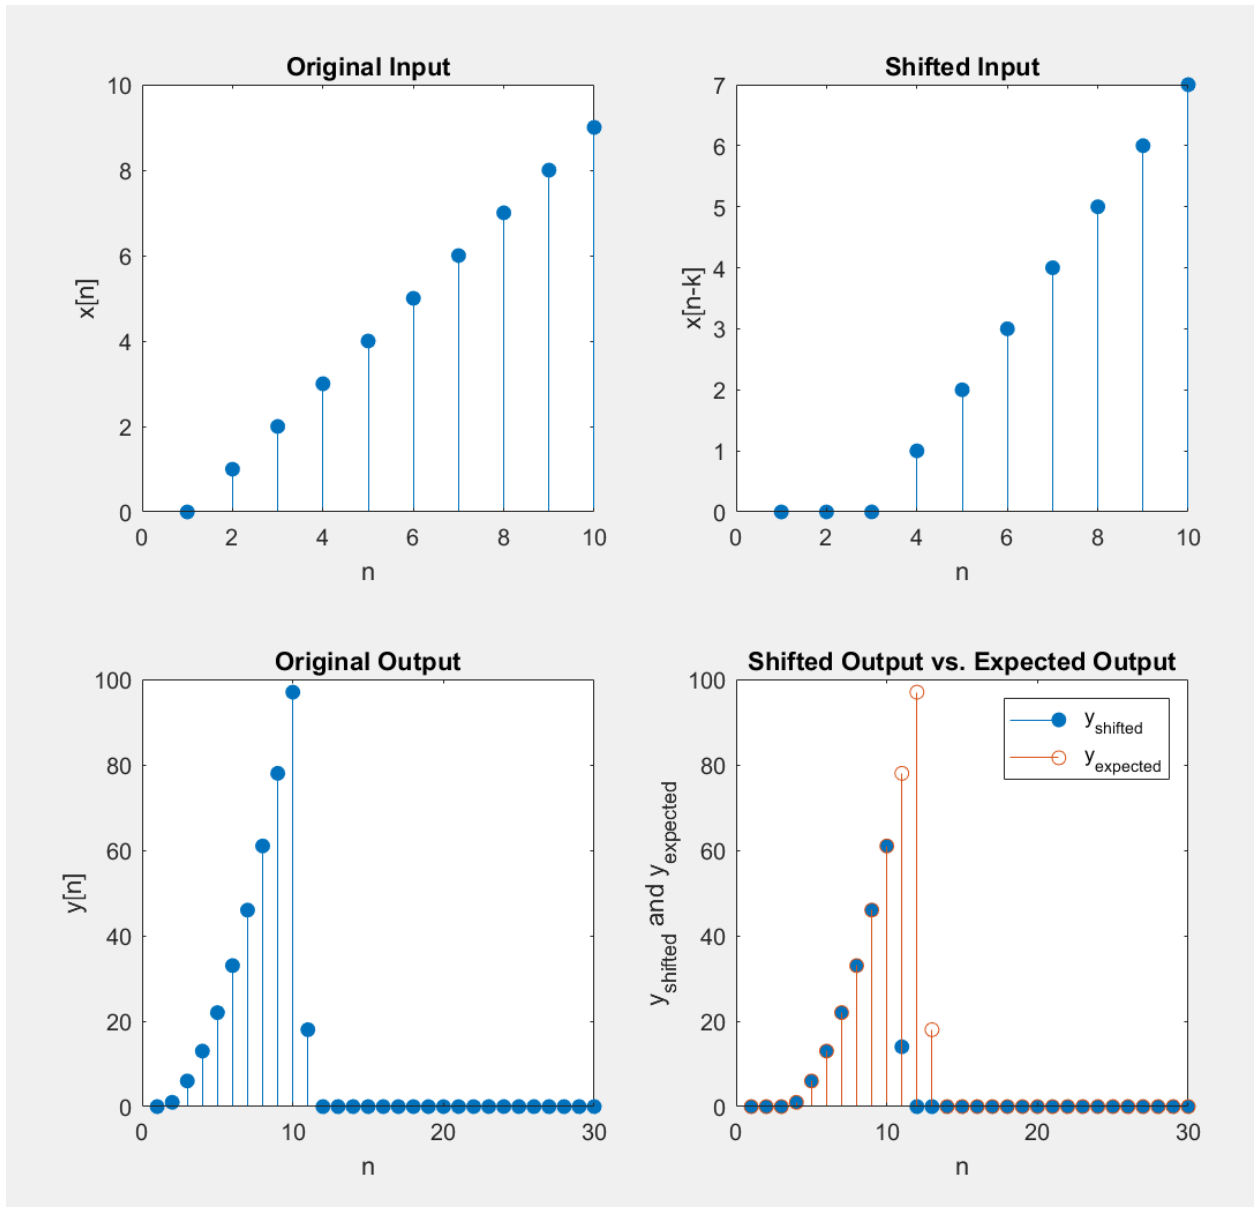 Original Input
10
8
6
4
2
0
x[n]
0 2 4 6 8 10
n
Shifted Input
7
6
5
4
3
2
1
0
x[n-k]
0 2 4 6 8 10
n
Original Output
100
80
60
40
20
0
y[n]
0 10 20 30
n
Shifted Output vs. Expected Output
100
80
60
40
20
0
y_shifted and y_expected
y_shifted
y_expected
0 10 20 30
n